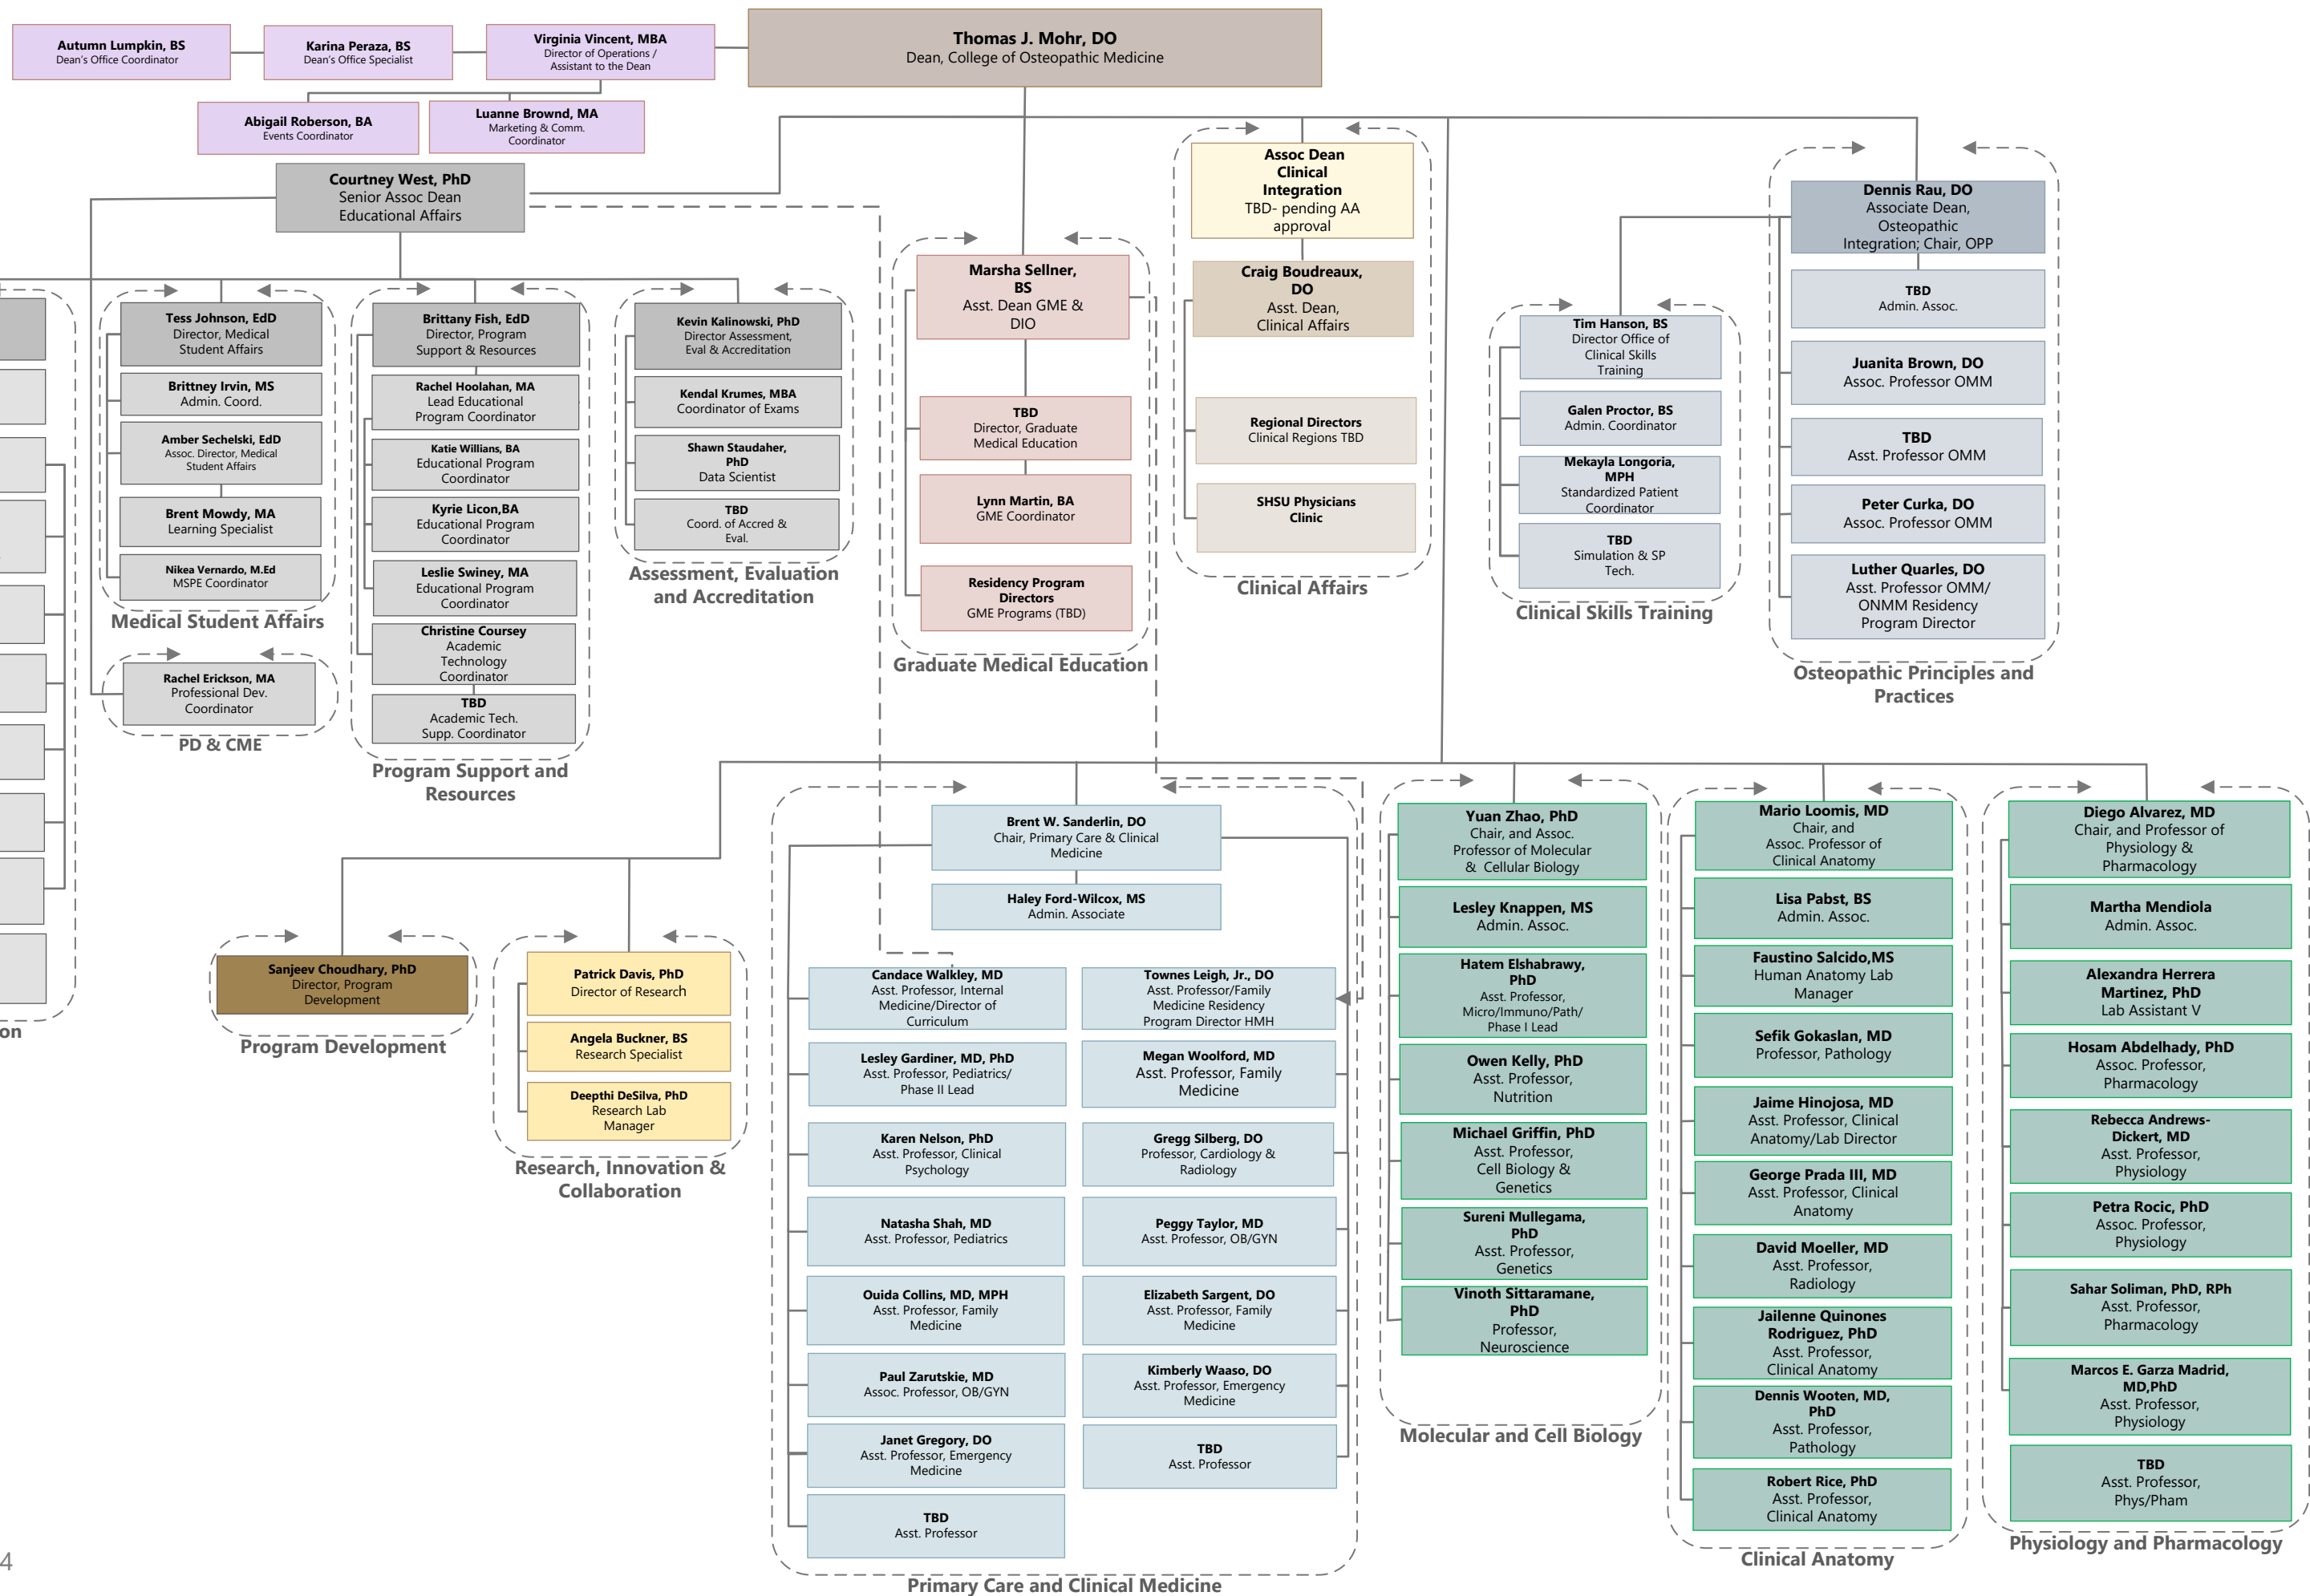 Thomas J. Mohr, DO
Dean, College of Osteopathic Medicine
Autumn Lumpkin, BS
Dean's Office Coordinator
Karina Peraza, BS
Dean's Office Specialist
Virginia Vincent, MBA
Director of Operations /
Assistant to the Dean
Abigail Roberson, BA
Events Coordinator
Luanne Brownd, MA
Marketing & Comm.
Coordinator
Courtney West, PhD
Senior Assoc Dean
Educational Affairs
Tess Johnson, EdD
Director, Medical
Student Affairs
Brittney Irvin, MS
Admin. Coord.
Amber Sechelski, EdD
Assoc. Director, Medical
Student Affairs
Brent Mowdy, MA
Learning Specialist
Nikea Vernardo, M.Ed
MSPE Coordinator
Medical Student Affairs
Rachel Erickson, MA
Professional Dev.
Coordinator
PD & CME
Brittany Fish, EdD
Director, Program
Support & Resources
Rachel Hoolahan, MA
Lead Educational
Program Coordinator
Katie Willians, BA
Educational Program
Coordinator
Kyrie Licon,BA
Educational Program
Coordinator
Leslie Swiney, MA
Educational Program
Coordinator
Christine Coursey
Academic
Technology
Coordinator
TBD
Academic Tech.
Supp. Coordinator
Program Support and
Resources
Kevin Kalinowski, PhD
Director Assessment,
Eval & Accreditation
Kendal Krumes, MBA
Coordinator of Exams
Shawn Staudaher,
PhD
Data Scientist
TBD
Coord. of Accred &
Eval.
Assessment, Evaluation
and Accreditation
Marsha Sellner,
BS
Asst. Dean GME &
DIO
TBD
Director, Graduate
Medical Education
Lynn Martin, BA
GME Coordinator
Residency Program
Directors
GME Programs (TBD)
Graduate Medical Education
Assoc Dean
Clinical
Integration
TBD- pending AA
approval
Craig Boudreaux,
DO
Asst. Dean,
Clinical Affairs
Regional Directors
Clinical Regions TBD
SHSU Physicians
Clinic
Clinical Affairs
Tim Hanson, BS
Director Office of
Clinical Skills
Training
Galen Proctor, BS
Admin. Coordinator
Mekayla Longoria,
MPH
Standardized Patient
Coordinator
TBD
Simulation & SP
Tech.
Clinical Skills Training
Dennis Rau, DO
Associate Dean,
Osteopathic
Integration; Chair, OPP
TBD
Admin. Assoc.
Juanita Brown, DO
Assoc. Professor OMM
TBD
Asst. Professor OMM
Peter Curka, DO
Assoc. Professor OMM
Luther Quarles, DO
Asst. Professor OMM/
ONMM Residency
Program Director
Osteopathic Principles and
Practices
on
Sanjeev Choudhary, PhD
Director, Program
Development
Program Development
Patrick Davis, PhD
Director of Research
Angela Buckner, BS
Research Specialist
Deepthi DeSilva, PhD
Research Lab
Manager
Research, Innovation &
Collaboration
Brent W. Sanderlin, DO
Chair, Primary Care & Clinical
Medicine
Haley Ford-Wilcox, MS
Admin. Associate
Candace Walkley, MD
Asst. Professor, Internal
Medicine/Director of
Curriculum
Lesley Gardiner, MD, PhD
Asst. Professor, Pediatrics/
Phase II Lead
Karen Nelson, PhD
Asst. Professor, Clinical
Psychology
Natasha Shah, MD
Asst. Professor, Pediatrics
Ouida Collins, MD, MPH
Asst. Professor, Family
Medicine
Paul Zarutskie, MD
Assoc. Professor, OB/GYN
Janet Gregory, DO
Asst. Professor, Emergency
Medicine
TBD
Asst. Professor
Townes Leigh, Jr., DO
Asst. Professor/Family
Medicine Residency
Program Director HMH
Megan Woolford, MD
Asst. Professor, Family
Medicine
Gregg Silberg, DO
Professor, Cardiology &
Radiology
Peggy Taylor, MD
Asst. Professor, OB/GYN
Elizabeth Sargent, DO
Asst. Professor, Family
Medicine
Kimberly Waaso, DO
Asst. Professor, Emergency
Medicine
TBD
Asst. Professor
Primary Care and Clinical Medicine
Yuan Zhao, PhD
Chair, and Assoc.
Professor of Molecular
& Cellular Biology
Lesley Knappen, MS
Admin. Assoc.
Hatem Elshabrawy,
PhD
Asst. Professor,
Micro/Immuno/Path/
Phase I Lead
Owen Kelly, PhD
Asst. Professor,
Nutrition
Michael Griffin, PhD
Asst. Professor,
Cell Biology &
Genetics
Sureni Mullegama,
PhD
Asst. Professor,
Genetics
Vinoth Sittaramane,
PhD
Professor,
Neuroscience
Molecular and Cell Biology
Mario Loomis, MD
Chair, and
Assoc. Professor of
Clinical Anatomy
Lisa Pabst, BS
Admin. Assoc.
Faustino Salcido,MS
Human Anatomy Lab
Manager
Sefik Gokaslan, MD
Professor, Pathology
Jaime Hinojosa, MD
Asst. Professor, Clinical
Anatomy/Lab Director
George Prada III, MD
Asst. Professor, Clinical
Anatomy
David Moeller, MD
Asst. Professor,
Radiology
Jailenne Quinones
Rodriguez, PhD
Asst. Professor,
Clinical Anatomy
Dennis Wooten, MD,
PhD
Asst. Professor,
Pathology
Robert Rice, PhD
Asst. Professor,
Clinical Anatomy
Clinical Anatomy
Diego Alvarez, MD
Chair, and Professor of
Physiology &
Pharmacology
Martha Mendiola
Admin. Assoc.
Alexandra Herrera
Martinez, PhD
Lab Assistant V
Hosam Abdelhady, PhD
Assoc. Professor,
Pharmacology
Rebecca Andrews-
Dickert, MD
Asst. Professor,
Physiology
Petra Rocic, PhD
Assoc. Professor,
Physiology
Sahar Soliman, PhD, RPh
Asst. Professor,
Pharmacology
Marcos E. Garza Madrid,
MD,PhD
Asst. Professor,
Physiology
TBD
Asst. Professor,
Phys/Pham
Physiology and Pharmacology
4